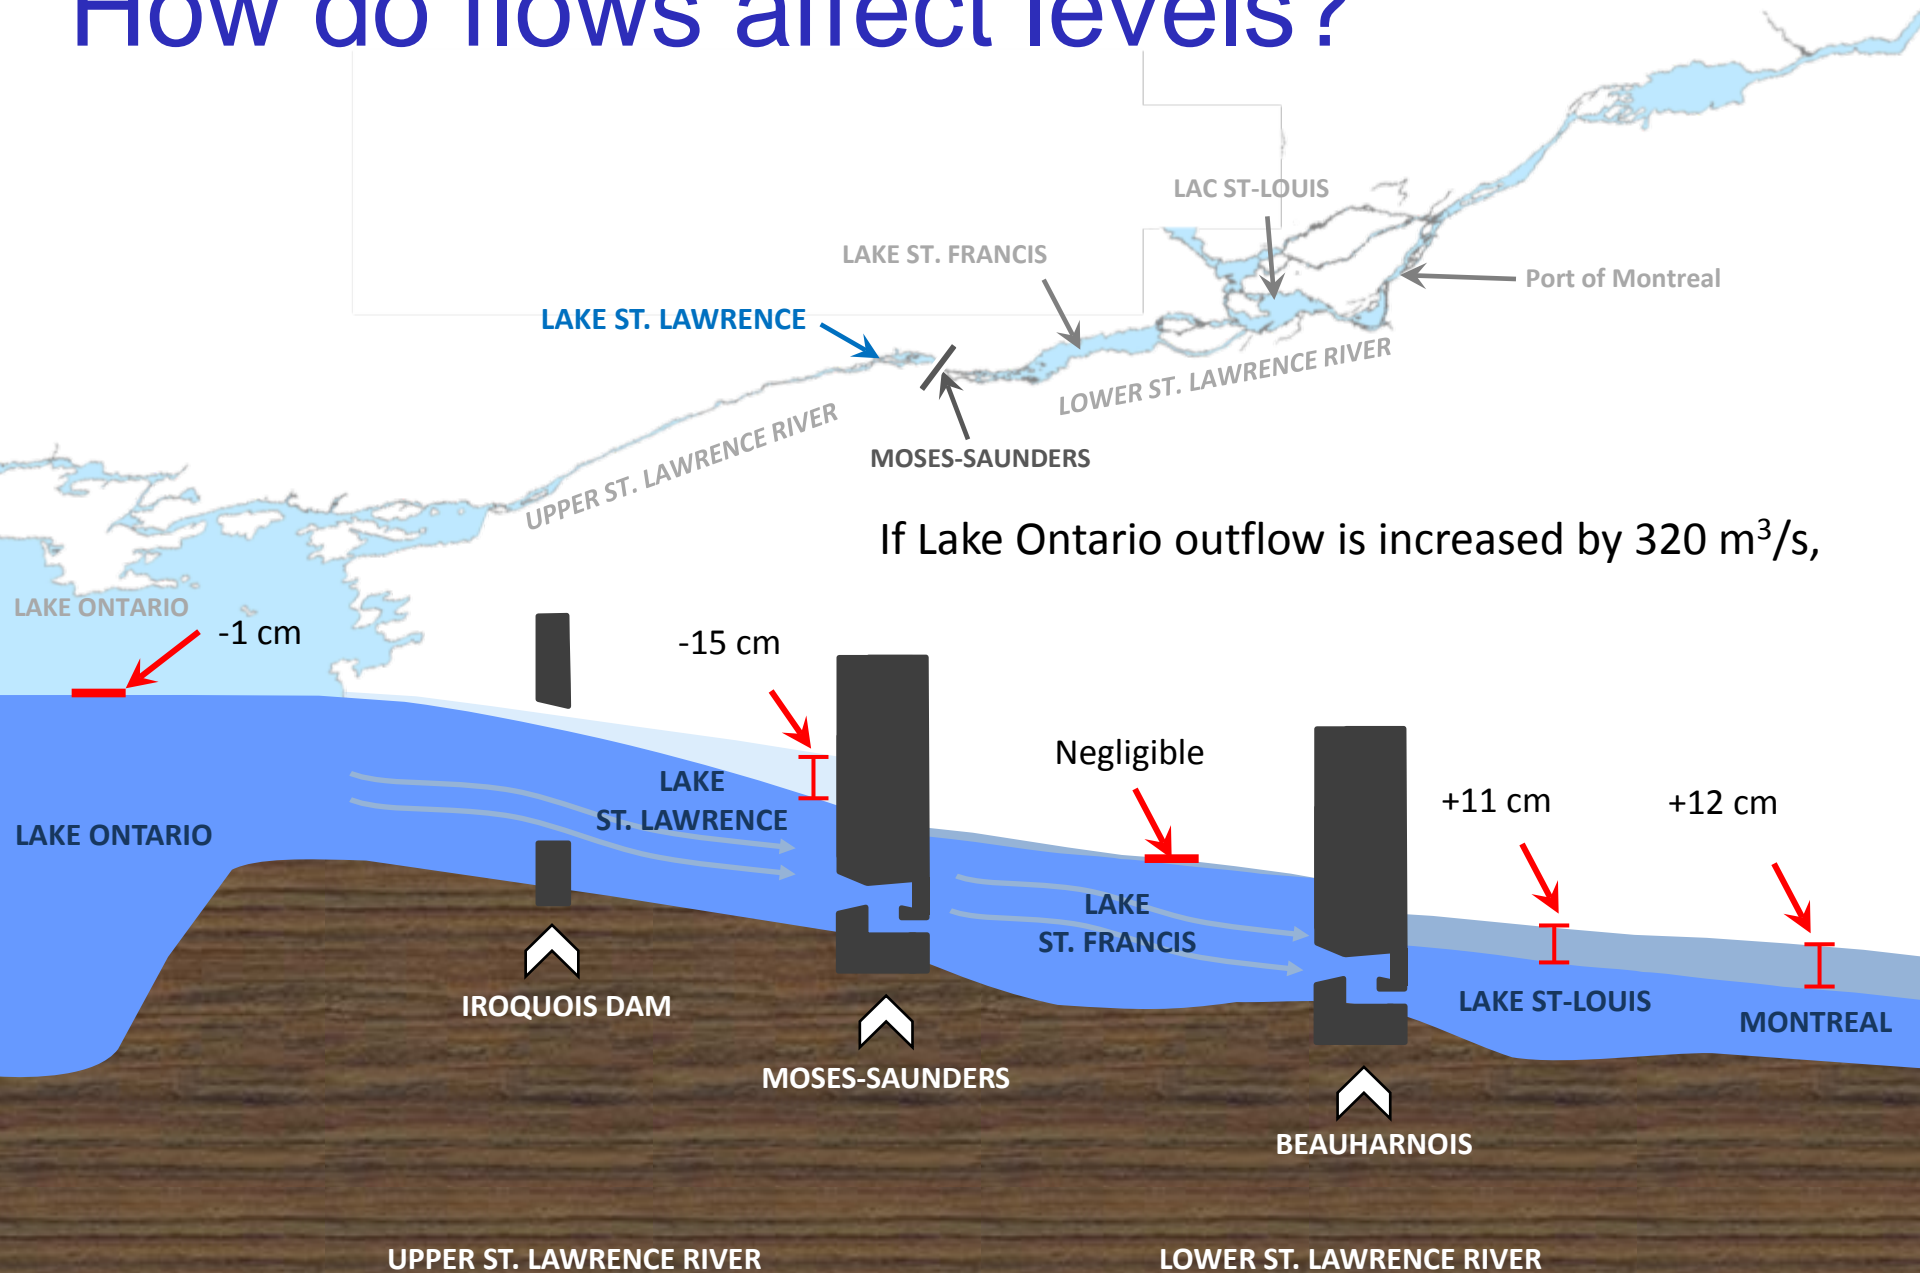 How do flows affect levels?
LAC ST-LOUIS
LAKE ST. FRANCIS
Port of Montreal
LAKE ST. LAWRENCE
LOWER ST. LAWRENCE RIVER
UPPER ST. LAWRENCE RIVER
MOSES-SAUNDERS
If Lake Ontario outflow is increased by 320 m³/s,
LAKE ONTARIO
-1 cm
-15 cm
Negligible
+11 cm
+12 cm
LAKE
ST. LAWRENCE
LAKE ONTARIO
LAKE
ST. FRANCIS
LAKE ST-LOUIS
MONTREAL
IROQUOIS DAM
MOSES-SAUNDERS
BEAUHARNOIS
UPPER ST. LAWRENCE RIVER
LOWER ST. LAWRENCE RIVER